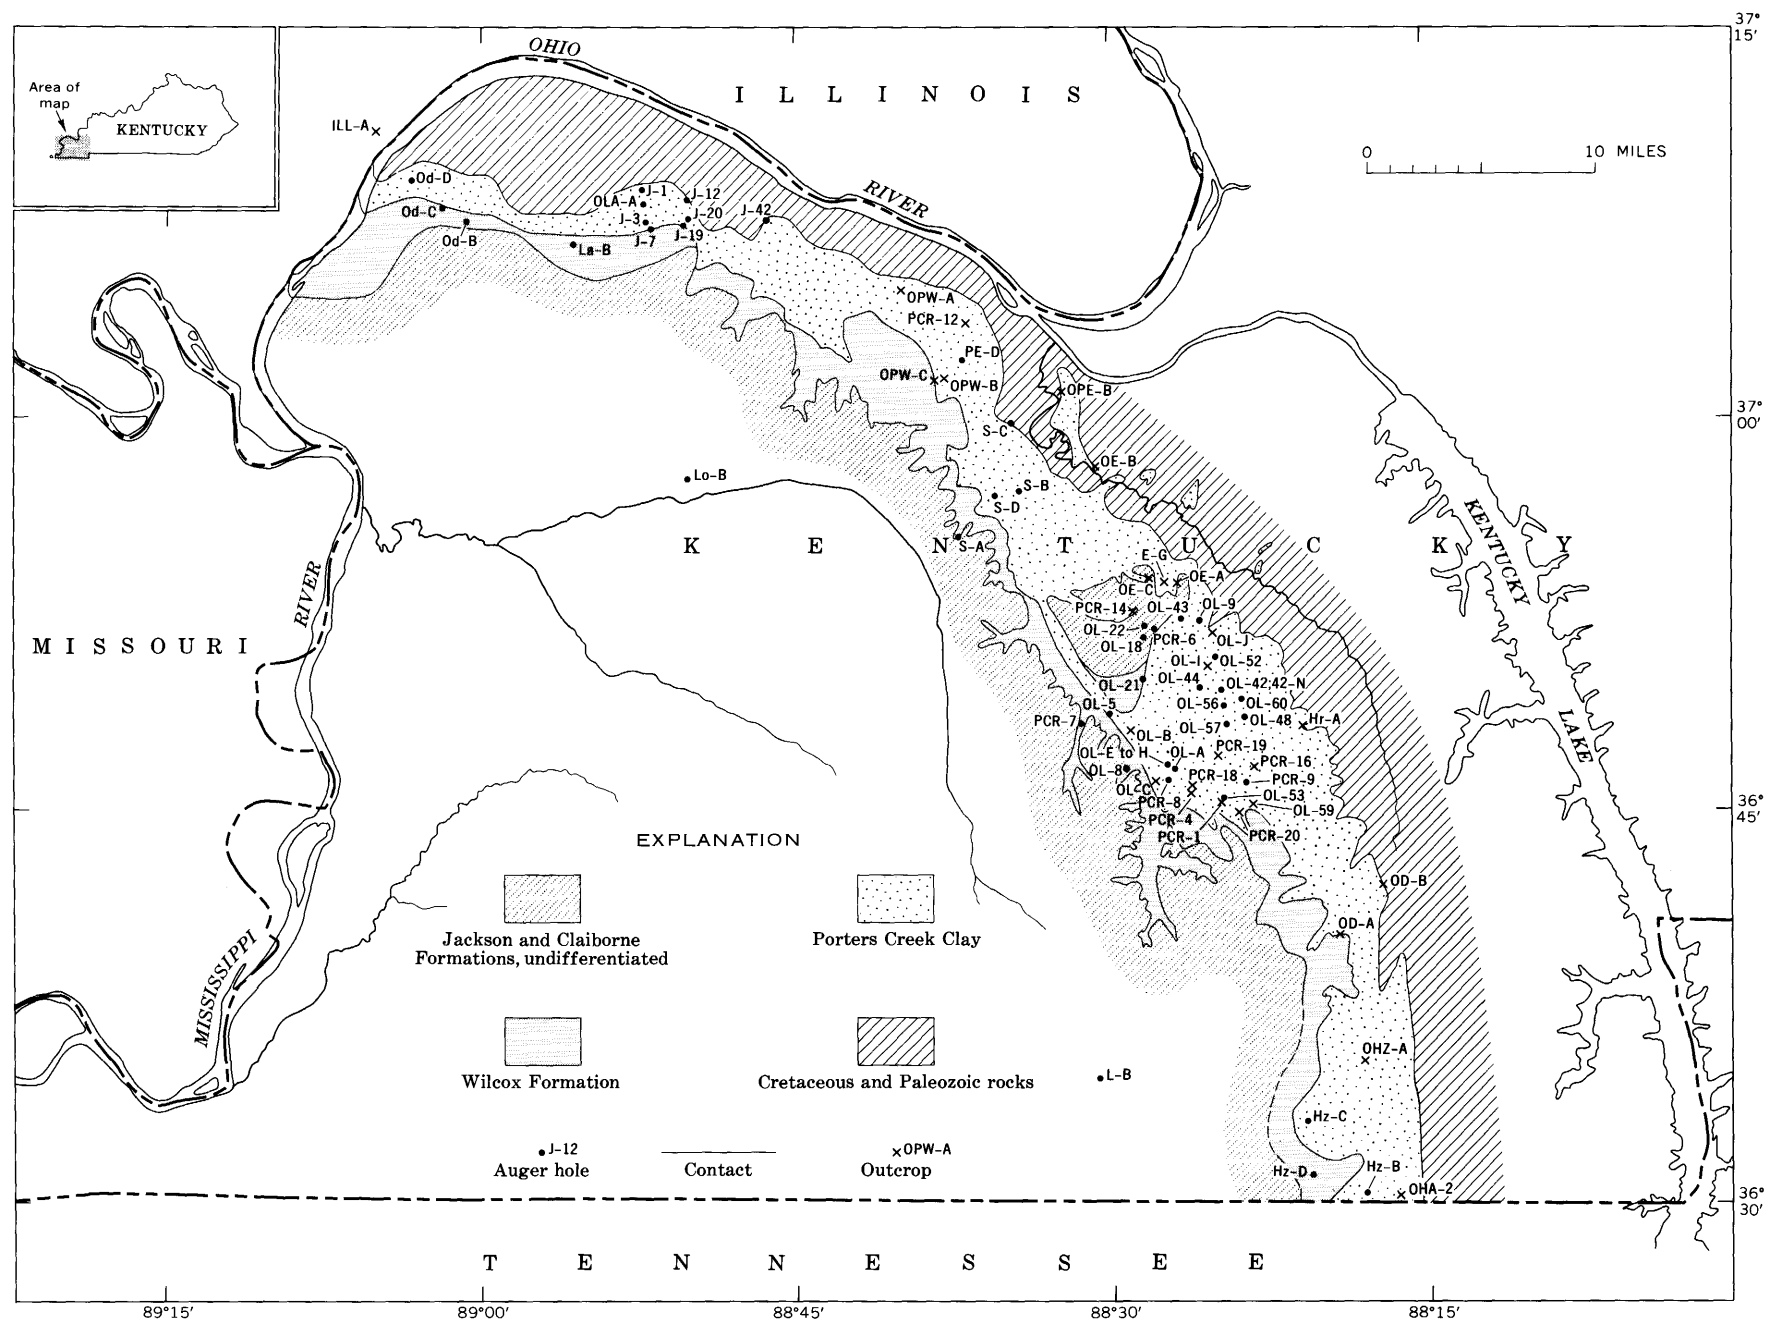 37°
15'
OHIO
ILLINOIS
Area of
map
KENTUCKY
ILL-A
0 10 MILES
Od-D
J-1
J-12
OLA-A
RIVER
Od-C
J-3
J-20
J-42
Od-B
J-7
J-19
La-B
OPW-A
PCR-12
PE-D
OPW-C
OPW-B
OPE-B
37°
00'
S-C
OE-B
Lo-B
S-B
S-D
KENTUCKY
S-A
KENTUCKY
LAKE
E-G
OE-A
OE-C
RIVER
PCR-14
OL-43
OL-9
OL-22
PCR-6
OL-J
OL-18
MISSOURI
OL-I
OL-52
OL-21
OL-44
OL-42,42-N
OL-5
OL-56
OL-60
PCR-7
OL-57
OL-48
Hr-A
OL-B
OL-E to H
OL-A
PCR-19
PCR-16
OL-8
PCR-18
PCR-9
OL-C
PCR-8
OL-53
OL-59
36°
45'
PCR-4
PCR-1
PCR-20
EXPLANATION
OD-B
OD-A
Jackson and Claiborne
Formations, undifferentiated
Porters Creek Clay
MISSISSIPPI
OHZ-A
Wilcox Formation
Cretaceous and Paleozoic rocks
L-B
Hz-C
J-12
Auger hole
Contact
OPW-A
Outcrop
Hz-D
Hz-B
OHA-2
36°
30'
TENNESSEE
89°15' 89°00' 88°45' 88°30' 88°15'